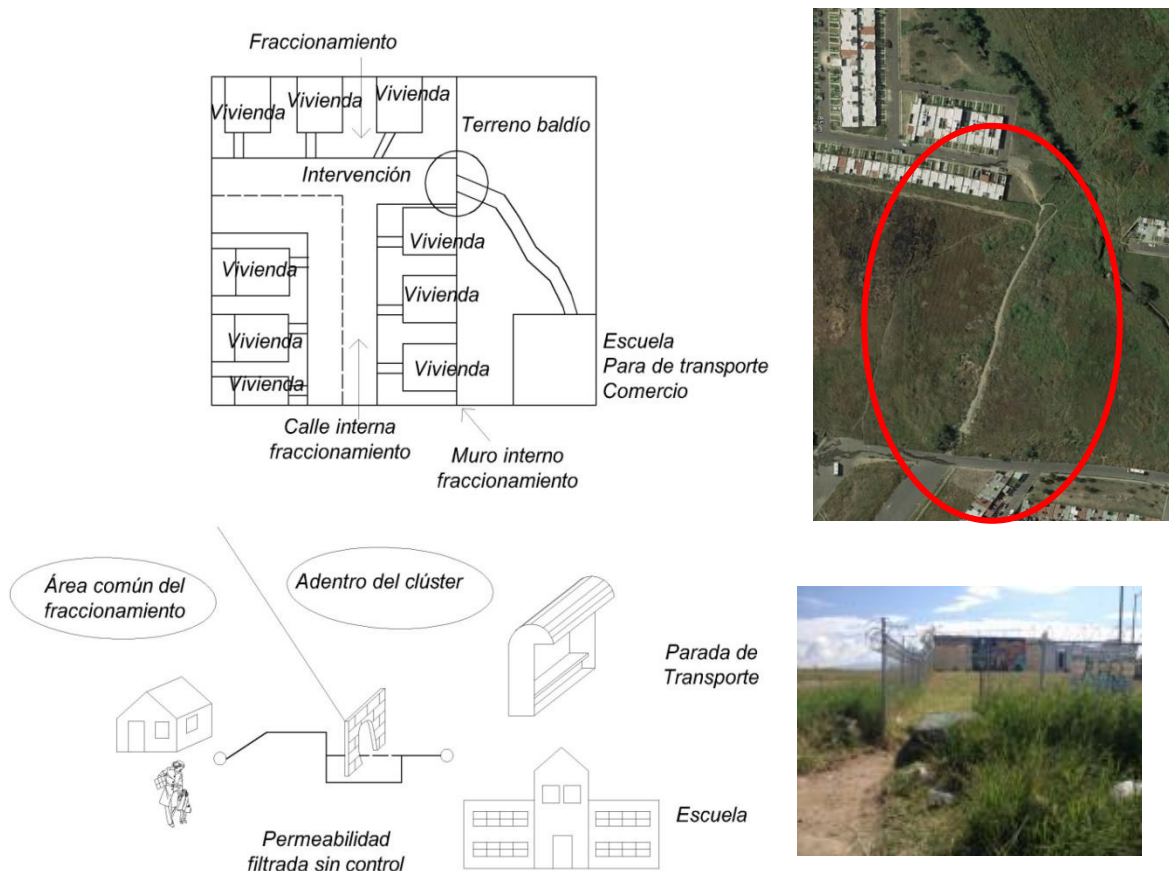 Fraccionamiento
Vivienda
Vivienda
Vivienda
Terreno baldío
Intervención
Vivienda
Vivienda
Vivienda
Vivienda
Vivienda
Vivienda
Escuela
Para de transporte
Comercio
Calle interna
fraccionamiento
Muro interno
fraccionamiento
Área común del
fraccionamiento
Adentro del clúster
Parada de
Transporte
Escuela
Permeabilidad
filtrada sin control